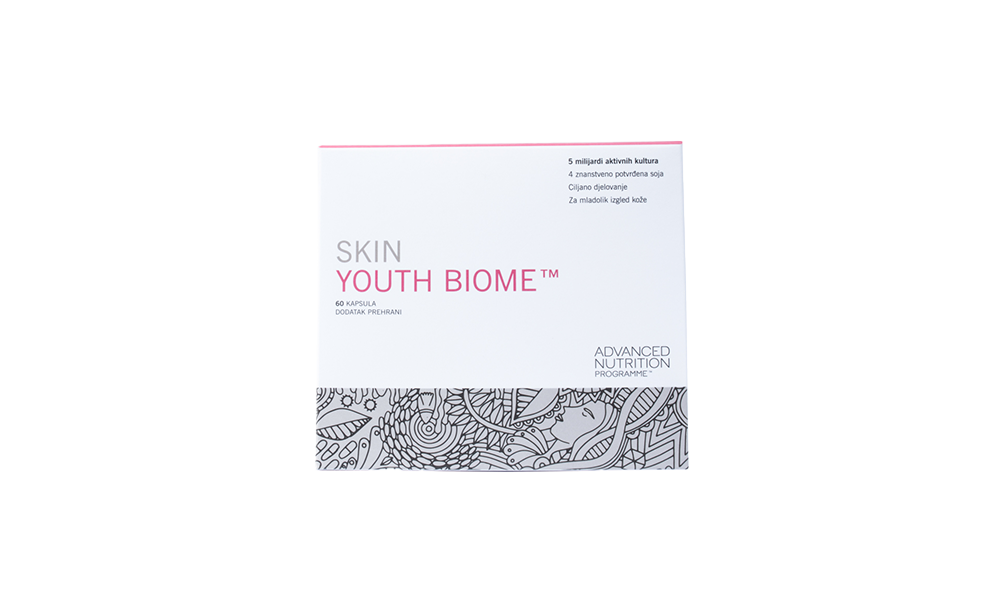 5 milijardi aktivnih kultura
4 znanstveno potvrđena soja
Ciljano djelovanje
Za mladolik izgled kože
SKIN
YOUTH BIOME™
60 KAPSULA
DODATAK PREHRANI
ADVANCED
NUTRITION
PROGRAMME™